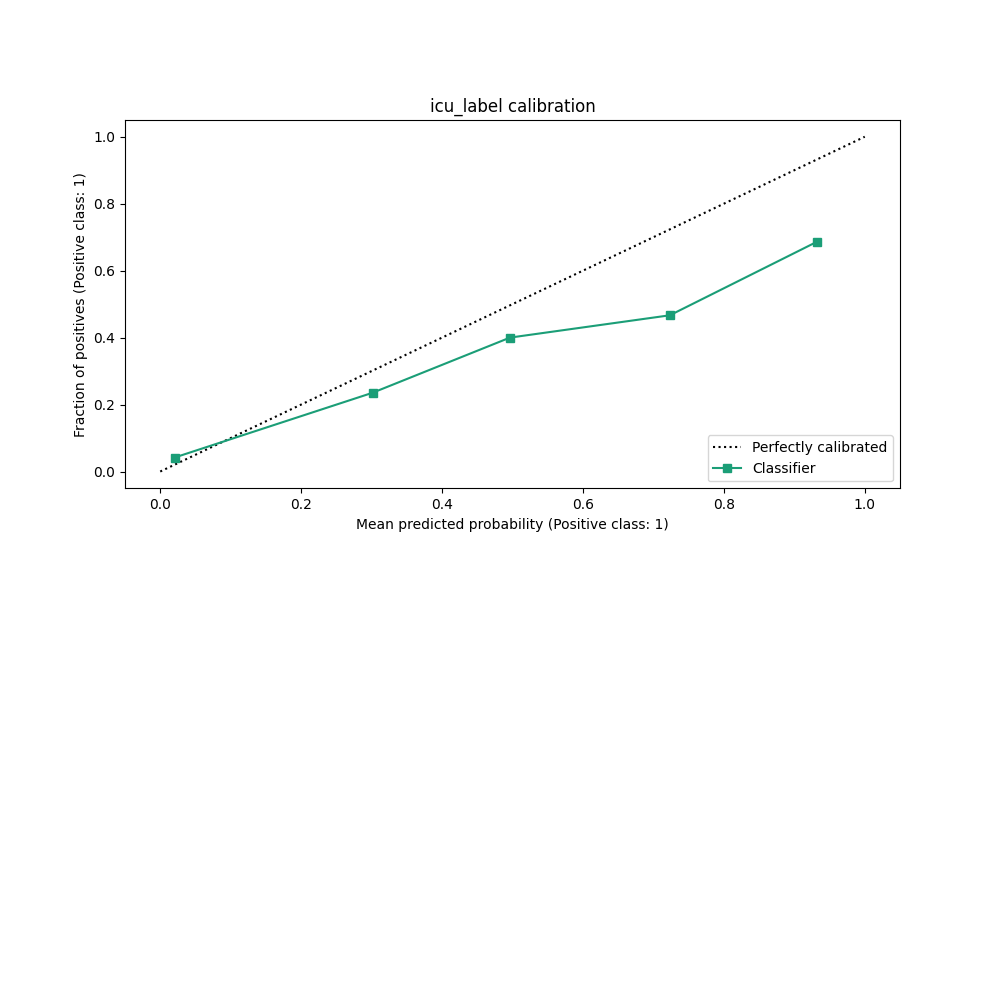 icu_label calibration
Fraction of positives (Positive class: 1)
1.0
0.8
0.6
0.4
0.2
0.0
Perfectly calibrated
Classifier
0.0 0.2 0.4 0.6 0.8 1.0
Mean predicted probability (Positive class: 1)